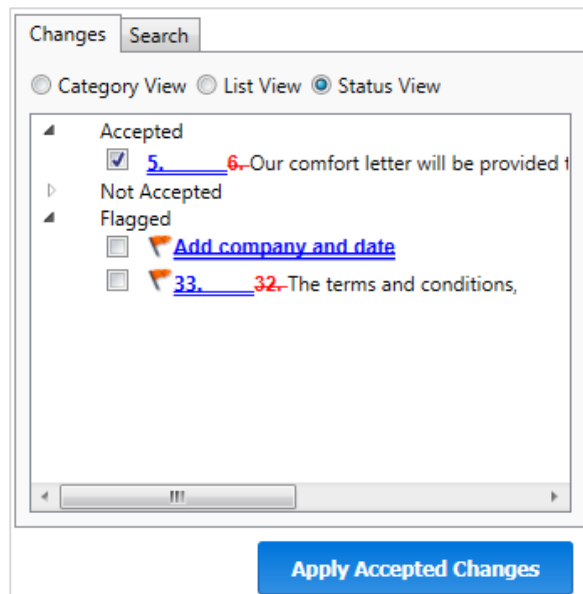 Changes Search
Category View List View Status View
Accepted
5. 6. Our comfort letter will be provided t
Not Accepted
Flagged
Add company and date
33. 32. The terms and conditions,
Apply Accepted Changes